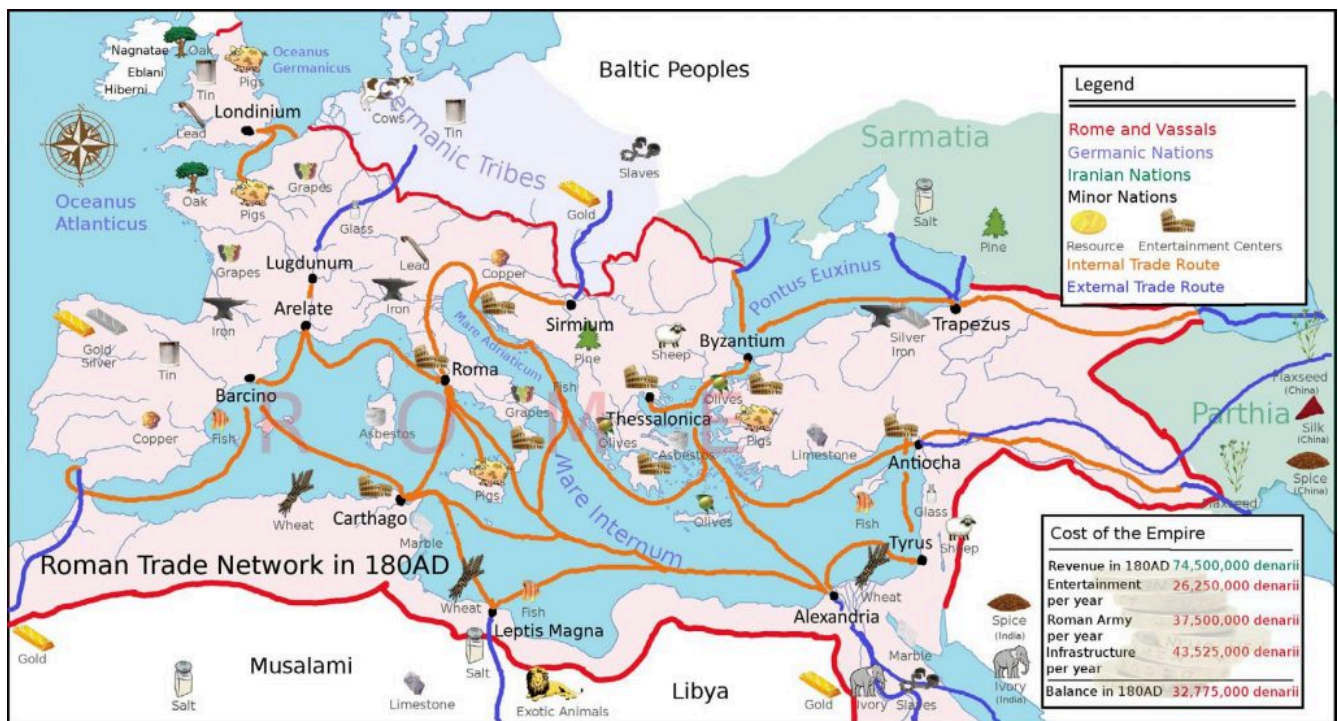 Nagnatae
Oak
Oceanus
Germanicus
Pigs
Eblani
Hiberni
Tin
Lead
Londinium
Baltic Peoples
Cows
Tin
Germanic Tribes
Slaves
Gold
Oceanus
Atlanticus
Oak
Pigs
Grapes
Glass
Sarmatia
Salt
Pine
Legend
Rome and Vassals
Germanic Nations
Iranian Nations
Minor Nations
Resource
Entertainment Centers
Internal Trade Route
External Trade Route
Grapes
Lugdunum
Lead
Copper
Iron
Arelate
Iron
Sirmium
Pontus Euxinus
Gold
Silver
Tin
Mare Adriaticum
Pine
Sheep
Byzantium
Silver
Iron
Trapezus
Barcino
Roma
Fish
Grapes
Olives
Flaxseed
(China)
Parthia
Copper
Fish
Asbestos
ROME
Thessalonica
Olives
Asbestos
Pigs
Limestone
Silk
(China)
Antiocha
Spice
(China)
Flaxseed
Pigs
Mare Internum
Olives
Fish
Glass
Wheat
Carthago
Marble
Tyrus
Sheep
Roman Trade Network in 180AD
Wheat
Fish
Wheat
Leptis Magna
Alexandria
Marble
Spice
(India)
Gold
Salt
Musalami
Salt
Limestone
Exotic Animals
Libya
Gold
Ivory
Slaves
Ivory
(India)
Cost of the Empire
Revenue in 180AD 74,500,000 denarii
Entertainment 26,250,000 denarii
per year
Roman Army 37,500,000 denarii
per year
Infrastructure 43,525,000 denarii
per year
Balance in 180AD 32,775,000 denarii